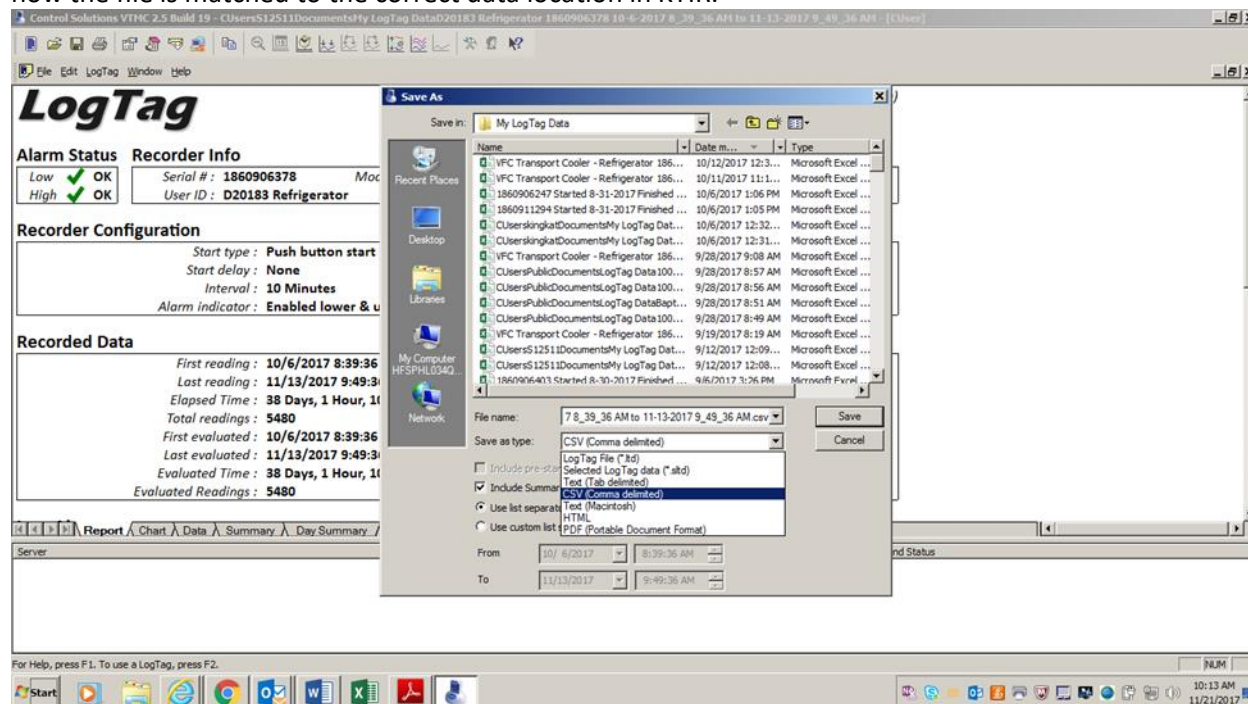 how the file is matched to the correct data location in KYIR.
Control Solutions VTMC 2.5 Build 19 - CUsersS12511DocumentsMy LogTag DataD20183 Refrigerator 1860906378 10-6-2017 8_39_36 AM to 11-13-2017 9_49_36 AM - [CUser]
File Edit LogTag Window Help
LogTag
Alarm Status Recorder Info
Low OK Serial # : 1860906378
High OK User ID : D20183 Refrigerator
Recorder Configuration
Start type : Push button start
Start delay : None
Interval : 10 Minutes
Alarm indicator : Enabled lower & u
Recorded Data
First reading : 10/6/2017 8:39:36
Last reading : 11/13/2017 9:49:3
Elapsed Time : 38 Days, 1 Hour, 1
Total readings : 5480
First evaluated : 10/6/2017 8:39:36
Last evaluated : 11/13/2017 9:49:3
Evaluated Time : 38 Days, 1 Hour, 1
Evaluated Readings : 5480
Report Chart Data Summary Day Summary
Server
Save As
Save in: My LogTag Data
Recent Places
Desktop
Libraries
My Computer
Network
Name Date m... Type
VFC Transport Cooler - Refrigerator 186... 10/12/2017 12:3... Microsoft Excel ...
VFC Transport Cooler - Refrigerator 186... 10/11/2017 11:1... Microsoft Excel ...
1860906247 Started 8-31-2017 Finished ... 10/6/2017 1:06 PM Microsoft Excel ...
1860911294 Started 8-31-2017 Finished ... 10/6/2017 1:05 PM Microsoft Excel ...
CUserskingkatDocumentsMy LogTag Dat... 10/6/2017 12:32... Microsoft Excel ...
CUserskingkatDocumentsMy LogTag Dat... 10/6/2017 12:31... Microsoft Excel ...
VFC Transport Cooler - Refrigerator 186... 9/28/2017 9:08 AM Microsoft Excel ...
CUsersPublicDocumentsLogTag Data100... 9/28/2017 8:57 AM Microsoft Excel ...
CUsersPublicDocumentsLogTag Data100... 9/28/2017 8:56 AM Microsoft Excel ...
CUsersPublicDocumentsLogTag DataBapt... 9/28/2017 8:51 AM Microsoft Excel ...
CUsersPublicDocumentsLogTag Data100... 9/28/2017 8:49 AM Microsoft Excel ...
VFC Transport Cooler - Refrigerator 186... 9/19/2017 8:19 AM Microsoft Excel ...
CUsersS12511DocumentsMy LogTag Dat... 9/12/2017 12:09... Microsoft Excel ...
CUsersS12511DocumentsMy LogTag Dat... 9/12/2017 12:08... Microsoft Excel ...
1860906403 Started 8-30-2017 Finished ... 9/6/2017 3:26 PM Microsoft Excel ...
File name: 7 8_39_36 AM to 11-13-2017 9_49_36 AM.csv Save
Save as type: CSV (Comma delimited) Cancel
LogTag File (*.ltd)
Selected LogTag data (*.sltd)
Text (Tab delimited)
CSV (Comma delimited)
Text (Macintosh)
HTML
PDF (Portable Document Format)
Include pre-star
Include Summar
Use list separat
Use custom list s
From 10/ 6/2017 8:39:36 AM
To 11/13/2017 9:49:36 AM
nd Status
For Help, press F1. To use a LogTag, press F2.
NUM
Start
10:13 AM
11/21/2017